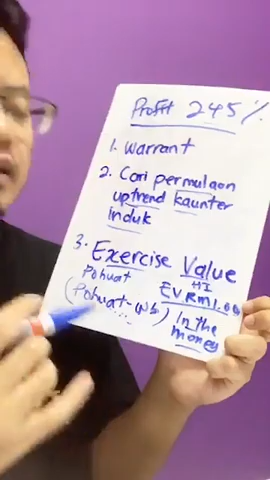 Profit 245%
1. Warrant
2. Cari permulaan
uptrend kaunter
induk
3. Exercise Value
Pohuat HI
(Pohuat-Wb) EV RM1.00
In the
money